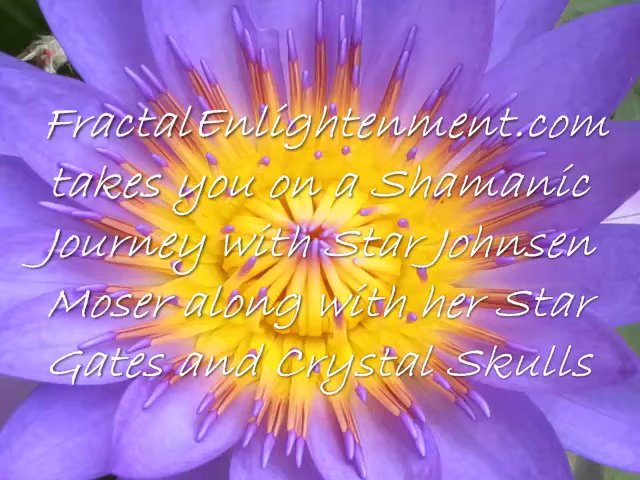 FractalEnlightenment.com
takes you on a Shamanic
Journey with Star Johnsen
Moser along with her Star
Gates and Crystal Skulls